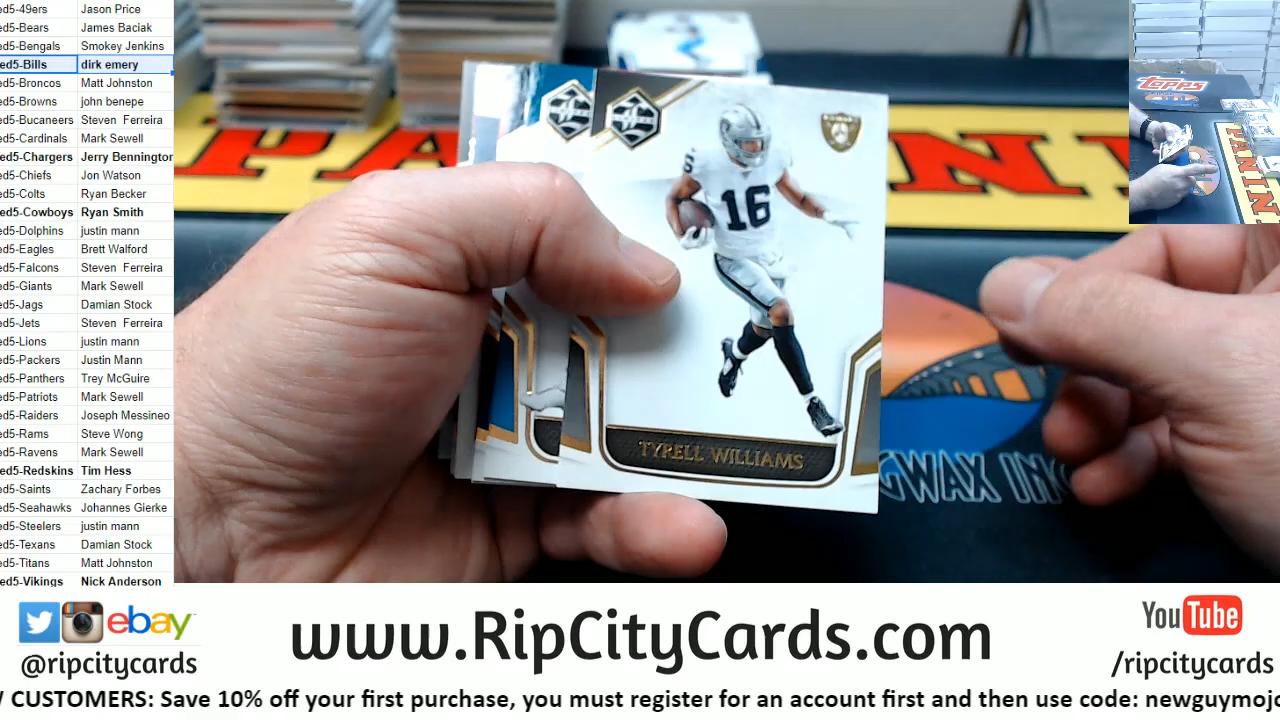 ed5-49ers Jason Price
ed5-Bears James Baciak
ed5-Bengals Smokey Jenkins
ed5-Bills dirk emery
ed5-Broncos Matt Johnston
ed5-Browns john benepe
ed5-Bucaneers Steven Ferreira
ed5-Cardinals Mark Sewell
ed5-Chargers Jerry Bennington
ed5-Chiefs Jon Watson
ed5-Colts Ryan Becker
ed5-Cowboys Ryan Smith
ed5-Dolphins justin mann
ed5-Eagles Brett Walford
ed5-Falcons Steven Ferreira
ed5-Giants Mark Sewell
ed5-Jags Damian Stock
ed5-Jets Steven Ferreira
ed5-Lions justin mann
ed5-Packers Justin Mann
ed5-Panthers Trey McGuire
ed5-Patriots Mark Sewell
ed5-Raiders Joseph Messineo
ed5-Rams Steve Wong
ed5-Ravens Mark Sewell
ed5-Redskins Tim Hess
ed5-Saints Zachary Forbes
ed5-Seahawks Johannes Gierke
ed5-Steelers justin mann
ed5-Texans Damian Stock
ed5-Titans Matt Johnston
ed5-Vikings Nick Anderson
16
TYRELL WILLIAMS
GWAX IN
topps
PANINI
ebay
@ripcitycards
www.RipCityCards.com
YouTube
/ripcitycards
CUSTOMERS: Save 10% off your first purchase, you must register for an account first and then use code: newguymojo